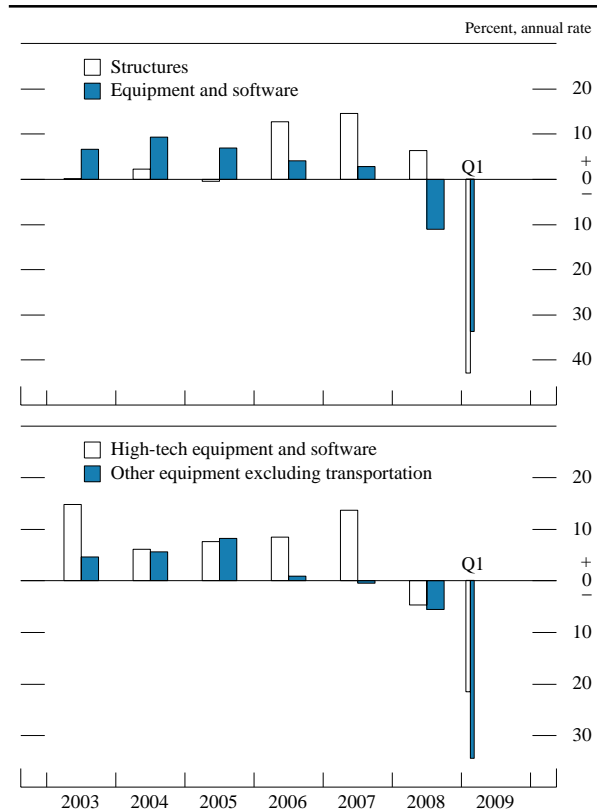 Percent, annual rate
Structures
Equipment and software
20
10
+
0
–
10
20
30
40
Q1
High-tech equipment and software
Other equipment excluding transportation
20
10
+
0
–
10
20
30
Q1
2003 2004 2005 2006 2007 2008 2009